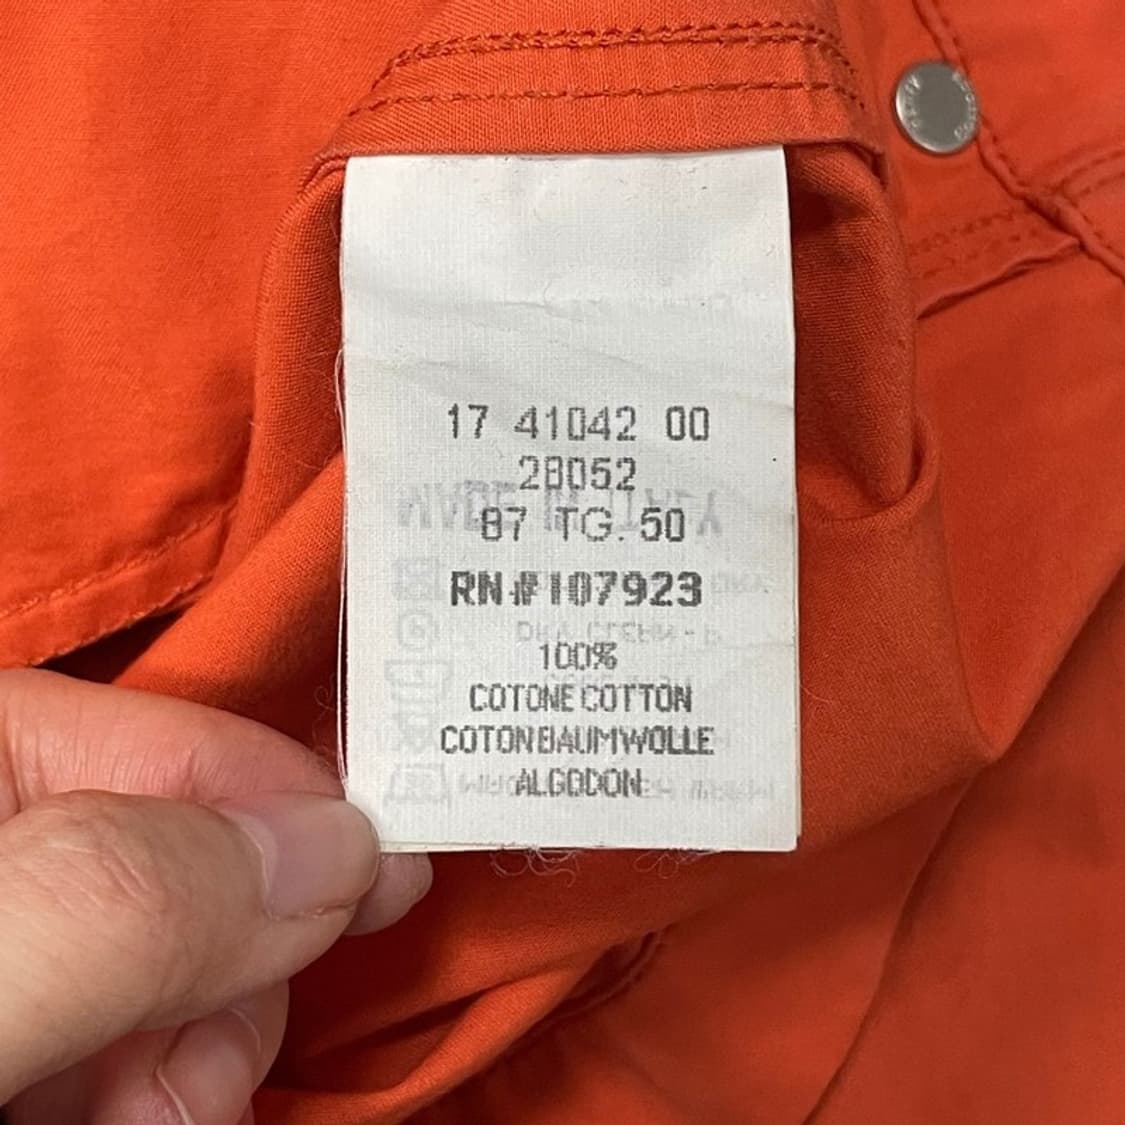 17 41042 00
28052
87 TG. 50
RN#107923
100%
COTONE COTTON
COTON BAUMWOLLE
ALGODON